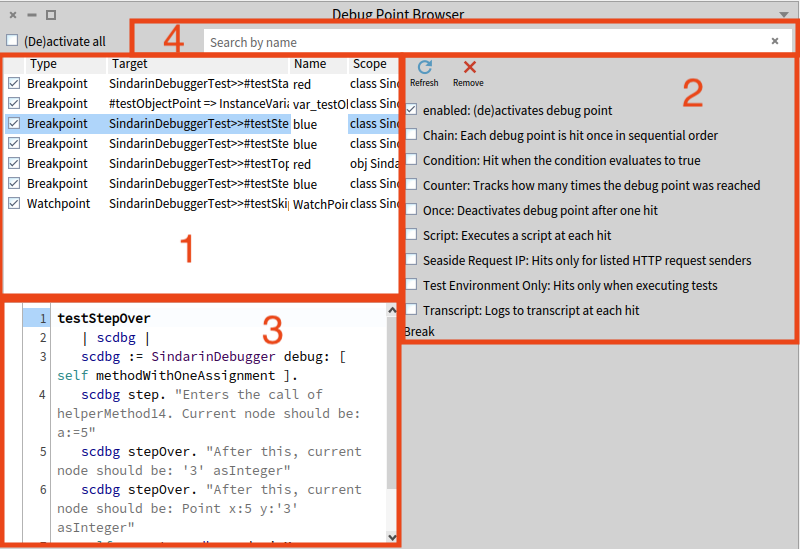 Debug Point Browser
(De)activate all
4
Search by name
Type Target Name Scope
Breakpoint SindarinDebuggerTest>>#testSta red class Sind
Breakpoint #testObjectPoint => InstanceVaria var_testOl class Sind
Breakpoint SindarinDebuggerTest>>#testSte blue class Sind
Breakpoint SindarinDebuggerTest>>#testSte blue class Sind
Breakpoint SindarinDebuggerTest>>#testTop red obj Sinda
Breakpoint SindarinDebuggerTest>>#testSte blue class Sind
Watchpoint SindarinDebuggerTest>>#testSkip WatchPoin class Sind
1
Refresh Remove
2
enabled: (de)activates debug point
Chain: Each debug point is hit once in sequential order
Condition: Hit when the condition evaluates to true
Counter: Tracks how many times the debug point was reached
Once: Deactivates debug point after one hit
Script: Executes a script at each hit
Seaside Request IP: Hits only for listed HTTP request senders
Test Environment Only: Hits only when executing tests
Transcript: Logs to transcript at each hit
Break
3
1 testStepOver
2 | scdbg |
3 scdbg := SindarinDebugger debug: [
self methodWithOneAssignment ].
4 scdbg step. "Enters the call of
helperMethod14. Current node should be:
a:=5"
5 scdbg stepOver. "After this, current
node should be: '3' asInteger"
6 scdbg stepOver. "After this, current
node should be: Point x:5 y:'3'
asInteger"